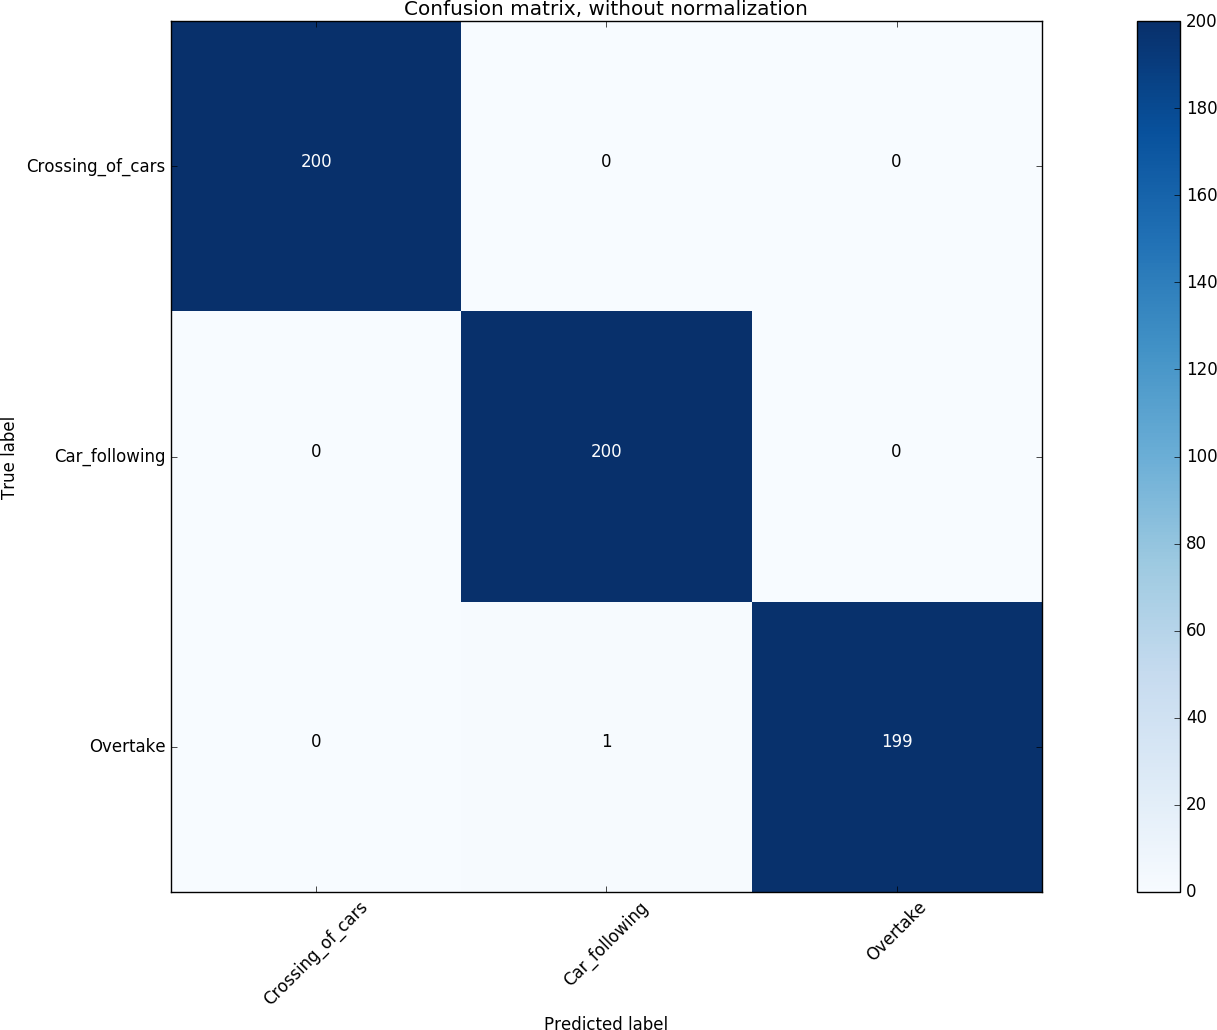 Confusion matrix, without normalization
200
180
160
140
120
100
80
60
40
20
0
True label
Crossing_of_cars
200 0 0
Car_following
0 200 0
Overtake
0 1 199
Crossing_of_cars
Car_following
Overtake
Predicted label